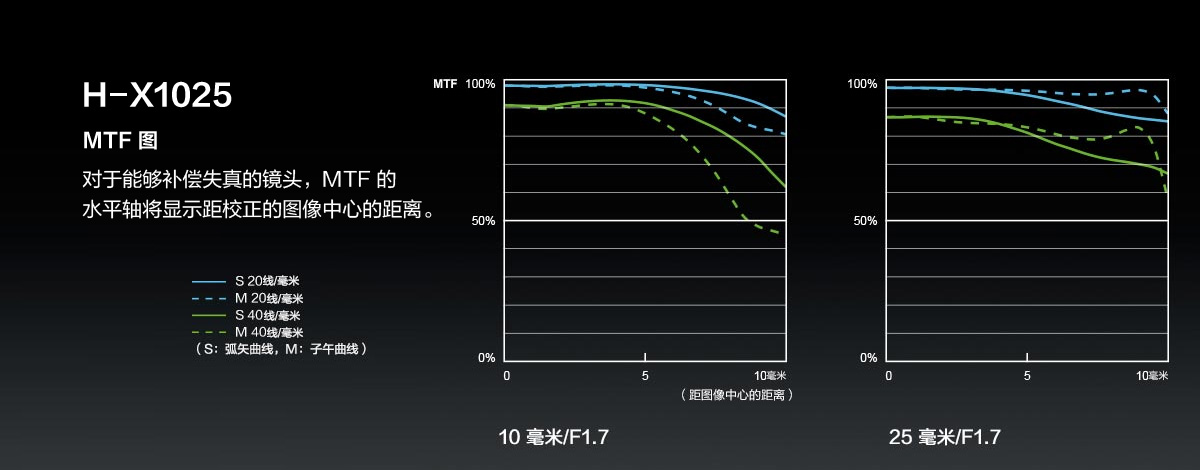 H-X1025
MTF 图
对于能够补偿失真的镜头，MTF 的
水平轴将显示距校正的图像中心的距离。
S 20线/毫米
M 20线/毫米
S 40线/毫米
M 40线/毫米
（S：弧矢曲线，M：子午曲线）
MTF 100%
50%
0%
0 5 10毫米
（距图像中心的距离）
10 毫米/F1.7
100%
50%
0%
0 5 10毫米
25 毫米/F1.7